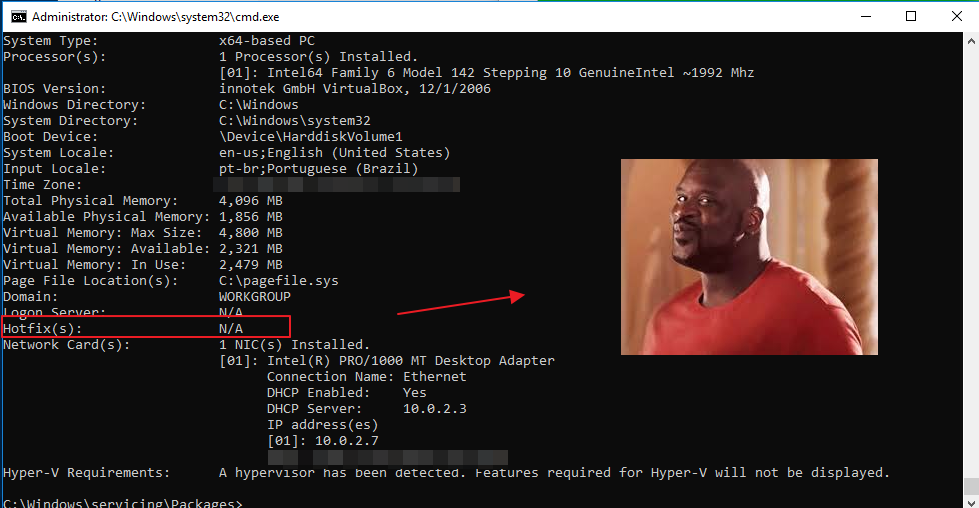 Administrator: C:\Windows\system32\cmd.exe
System Type:               x64-based PC
Processor(s):              1 Processor(s) Installed.
                           [01]: Intel64 Family 6 Model 142 Stepping 10 GenuineIntel ~1992 Mhz
BIOS Version:              innotek GmbH VirtualBox, 12/1/2006
Windows Directory:         C:\Windows
System Directory:          C:\Windows\system32
Boot Device:               \Device\HarddiskVolume1
System Locale:             en-us;English (United States)
Input Locale:              pt-br;Portuguese (Brazil)
Time Zone:
Total Physical Memory:     4,096 MB
Available Physical Memory: 1,856 MB
Virtual Memory: Max Size:  4,800 MB
Virtual Memory: Available: 2,321 MB
Virtual Memory: In Use:    2,479 MB
Page File Location(s):     C:\pagefile.sys
Domain:                    WORKGROUP
Logon Server:              N/A
Hotfix(s):                 N/A
Network Card(s):           1 NIC(s) Installed.
                           [01]: Intel(R) PRO/1000 MT Desktop Adapter
                                 Connection Name: Ethernet
                                 DHCP Enabled:    Yes
                                 DHCP Server:     10.0.2.3
                                 IP address(es)
                                 [01]: 10.0.2.7
Hyper-V Requirements:      A hypervisor has been detected. Features required for Hyper-V will not be displayed.
C:\Windows\servicing\Packages>